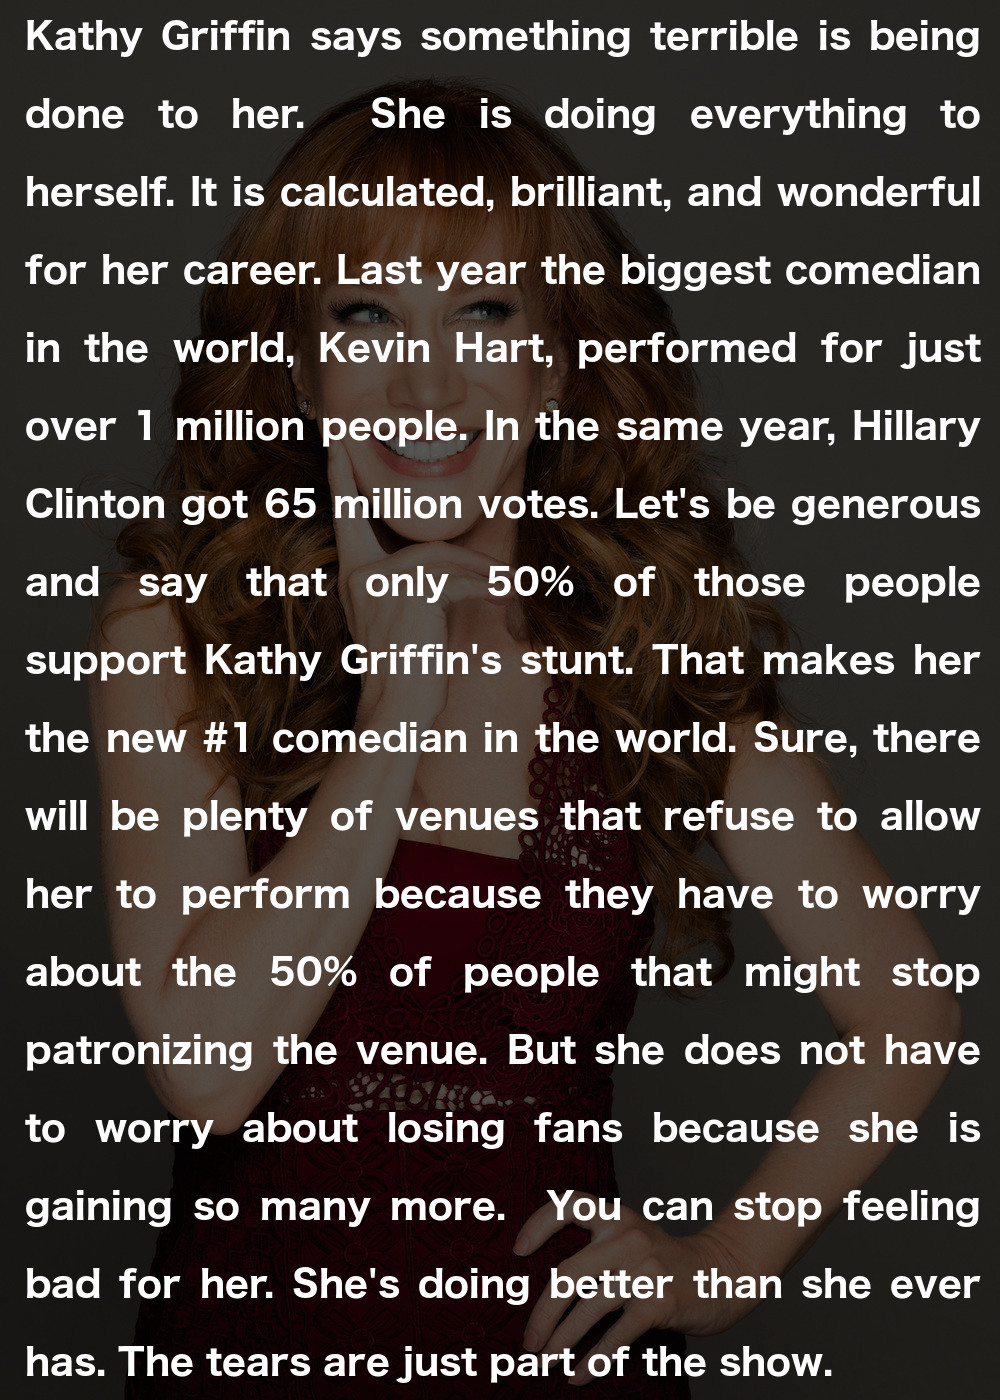 Kathy Griffin says something terrible is being
done to her. She is doing everything to
herself. It is calculated, brilliant, and wonderful
for her career. Last year the biggest comedian
in the world, Kevin Hart, performed for just
over 1 million people. In the same year, Hillary
Clinton got 65 million votes. Let's be generous
and say that only 50% of those people
support Kathy Griffin's stunt. That makes her
the new #1 comedian in the world. Sure, there
will be plenty of venues that refuse to allow
her to perform because they have to worry
about the 50% of people that might stop
patronizing the venue. But she does not have
to worry about losing fans because she is
gaining so many more. You can stop feeling
bad for her. She's doing better than she ever
has. The tears are just part of the show.